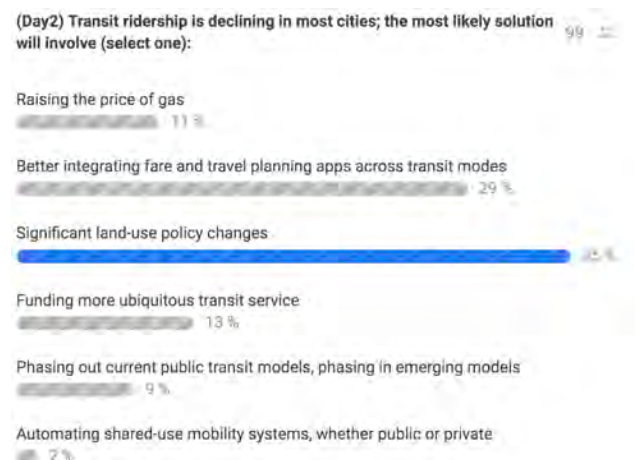 (Day2) Transit ridership is declining in most cities; the most likely solution
will involve (select one):
99
Raising the price of gas
11 %
Better integrating fare and travel planning apps across transit modes
29 %
Significant land-use policy changes
Funding more ubiquitous transit service
13 %
Phasing out current public transit models, phasing in emerging models
9 %
Automating shared-use mobility systems, whether public or private
2 %